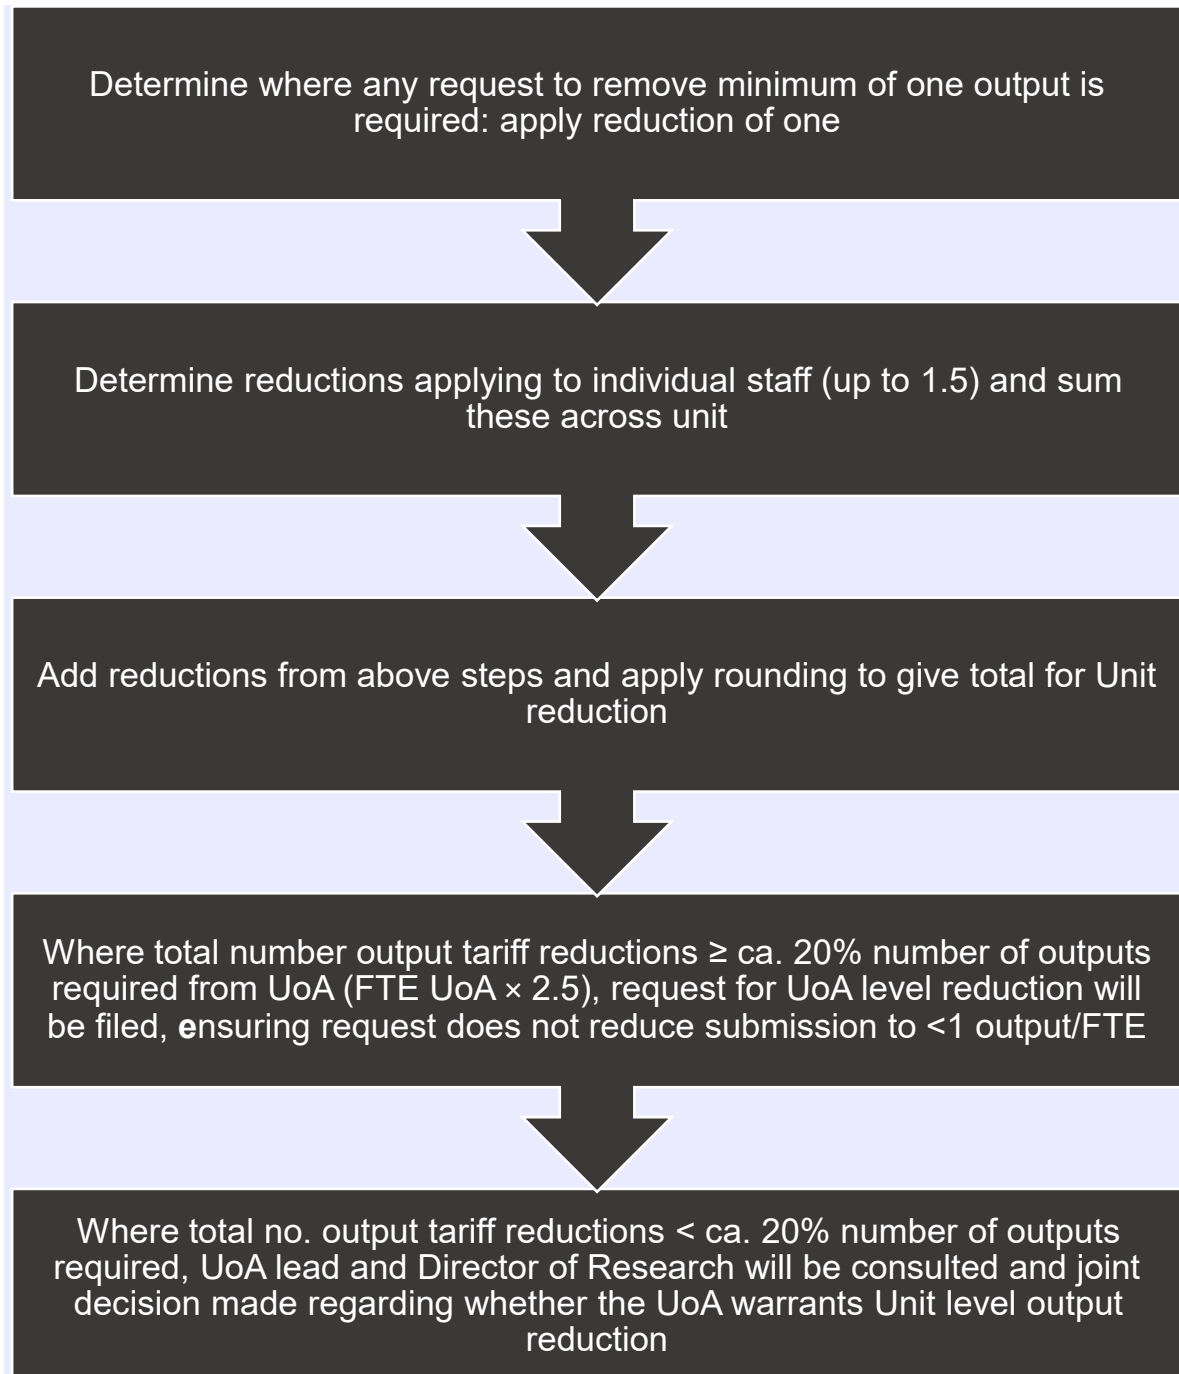 Determine where any request to remove minimum of one output is
required: apply reduction of one
Determine reductions applying to individual staff (up to 1.5) and sum
these across unit
Add reductions from above steps and apply rounding to give total for Unit
reduction
Where total number output tariff reductions ≥ ca. 20% number of outputs
required from UoA (FTE UoA × 2.5), request for UoA level reduction will
be filed, ensuring request does not reduce submission to <1 output/FTE
Where total no. output tariff reductions < ca. 20% number of outputs
required, UoA lead and Director of Research will be consulted and joint
decision made regarding whether the UoA warrants Unit level output
reduction